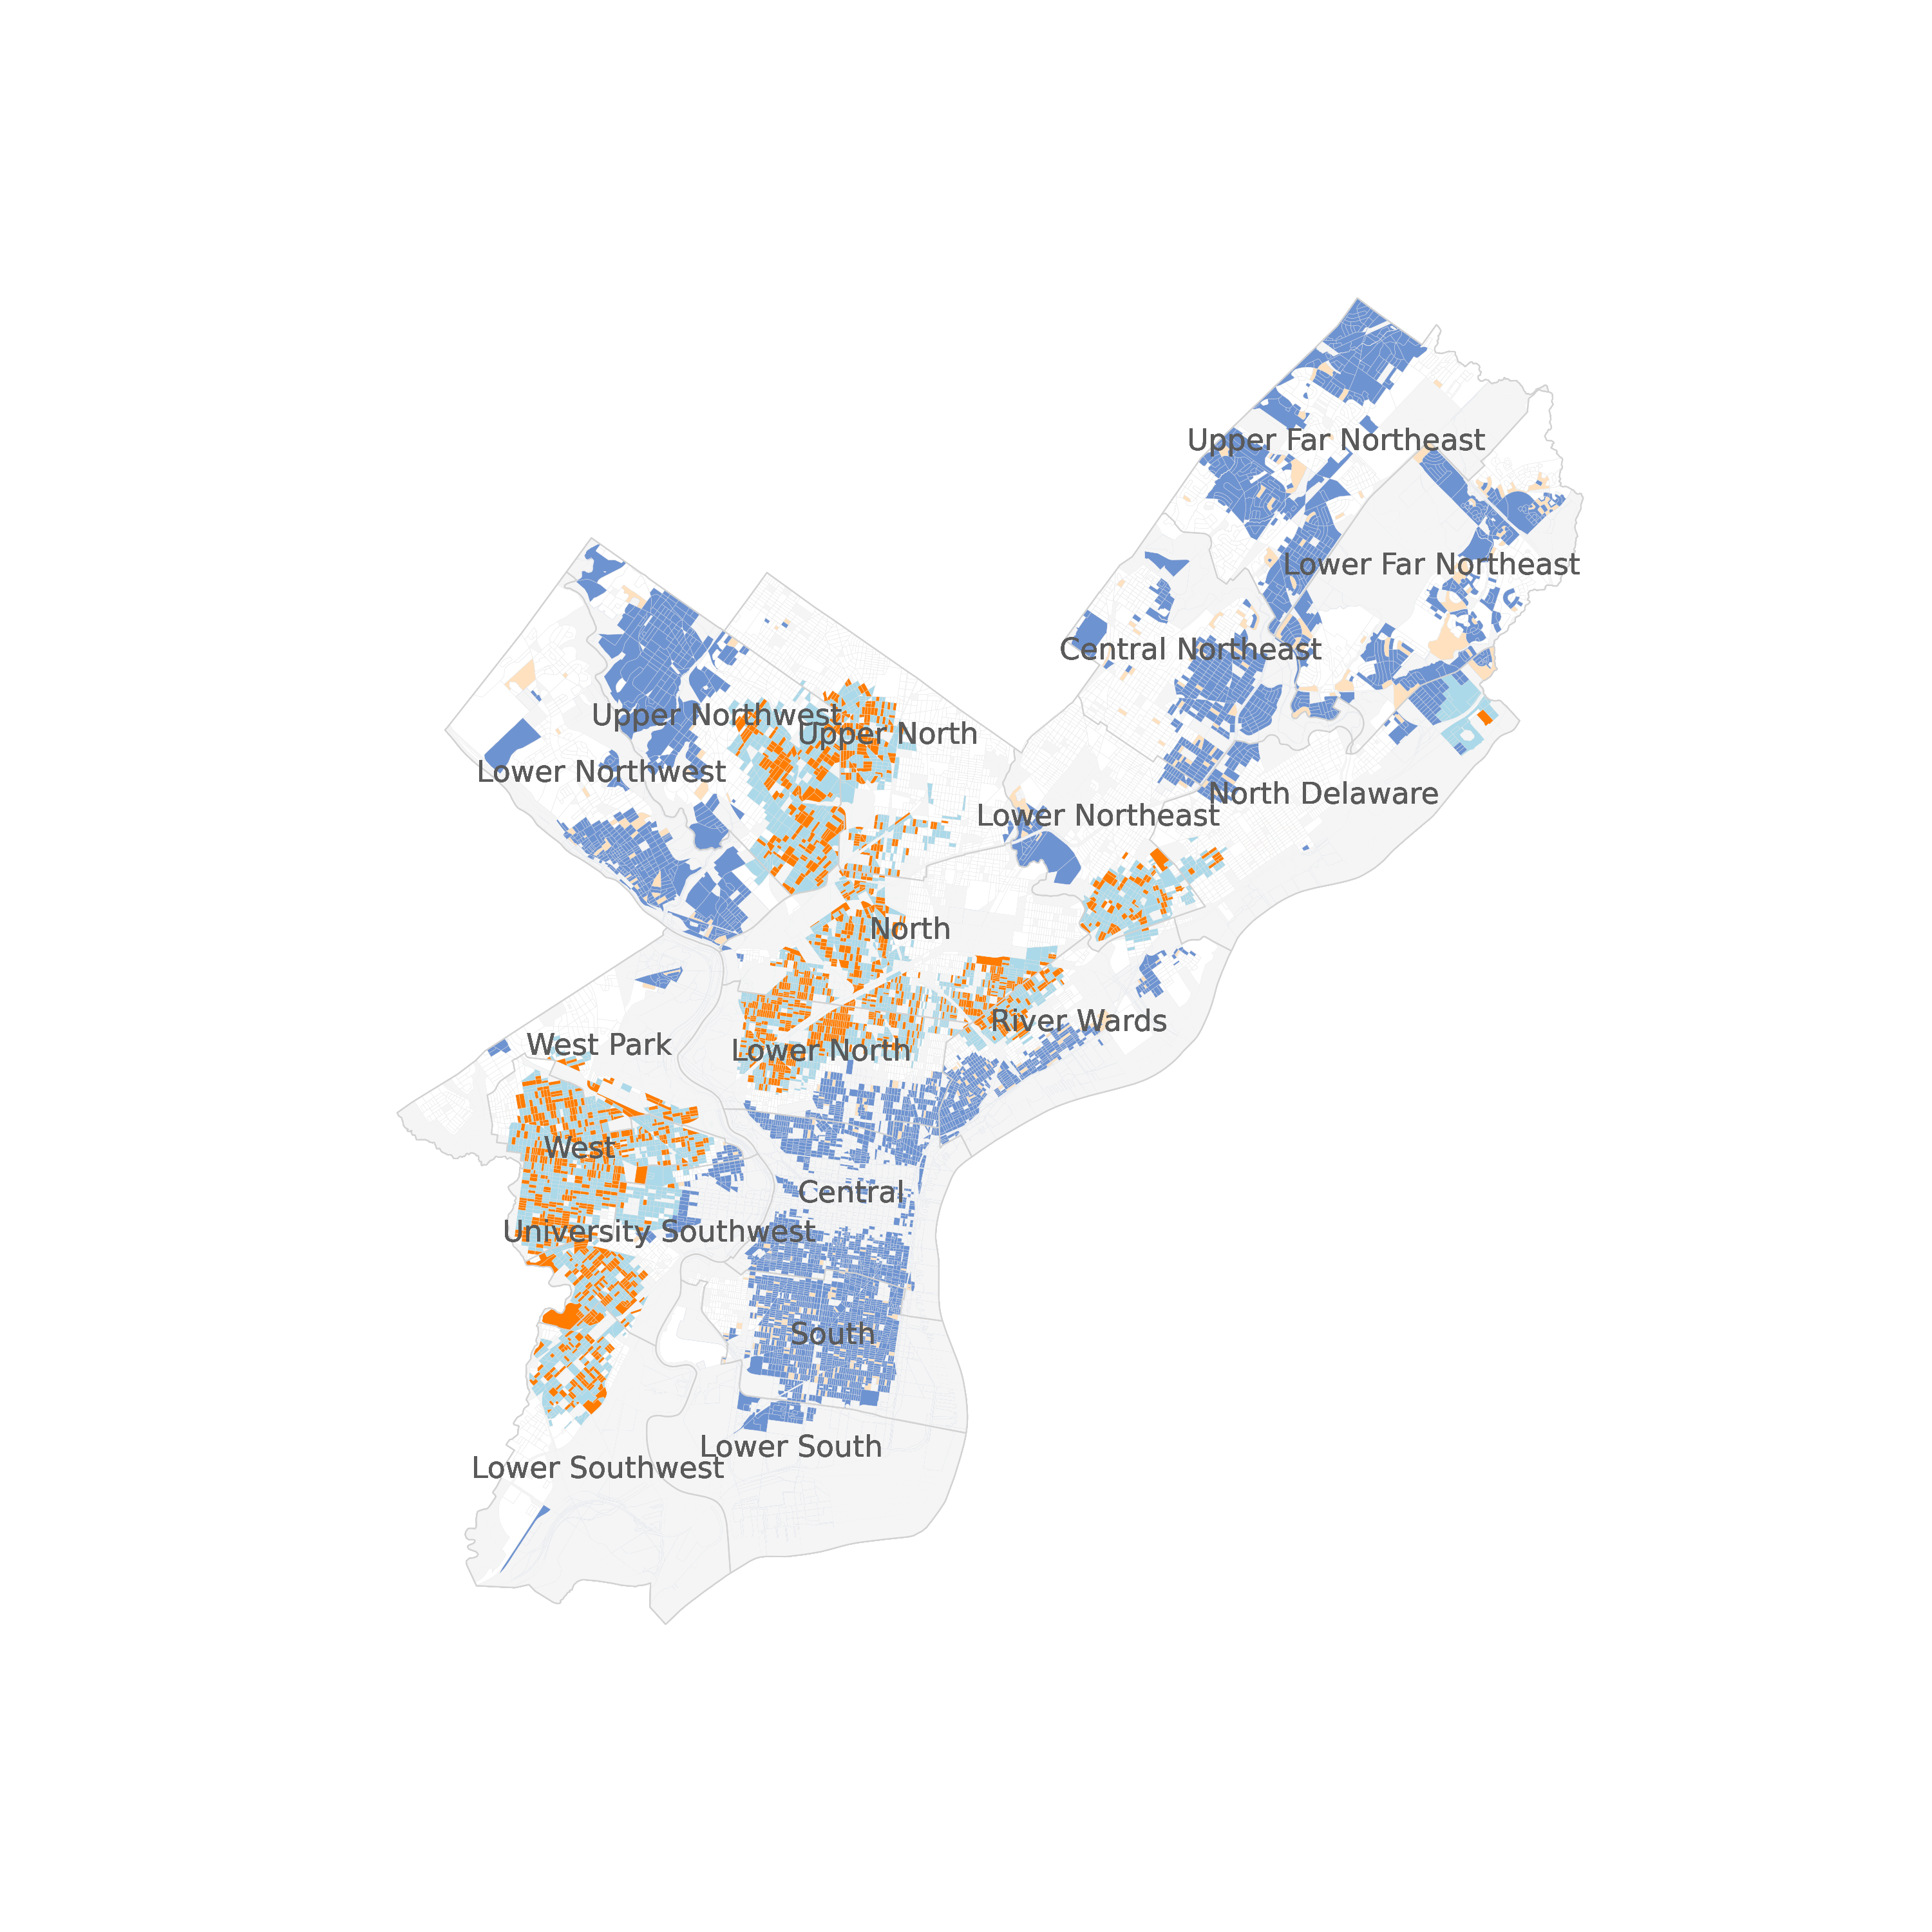 Upper Far Northeast
Lower Far Northeast
Central Northeast
Upper Northwest
Upper North
Lower Northwest
North Delaware
Lower Northeast
North
River Wards
West Park
Lower North
West
Central
University Southwest
South
Lower South
Lower Southwest